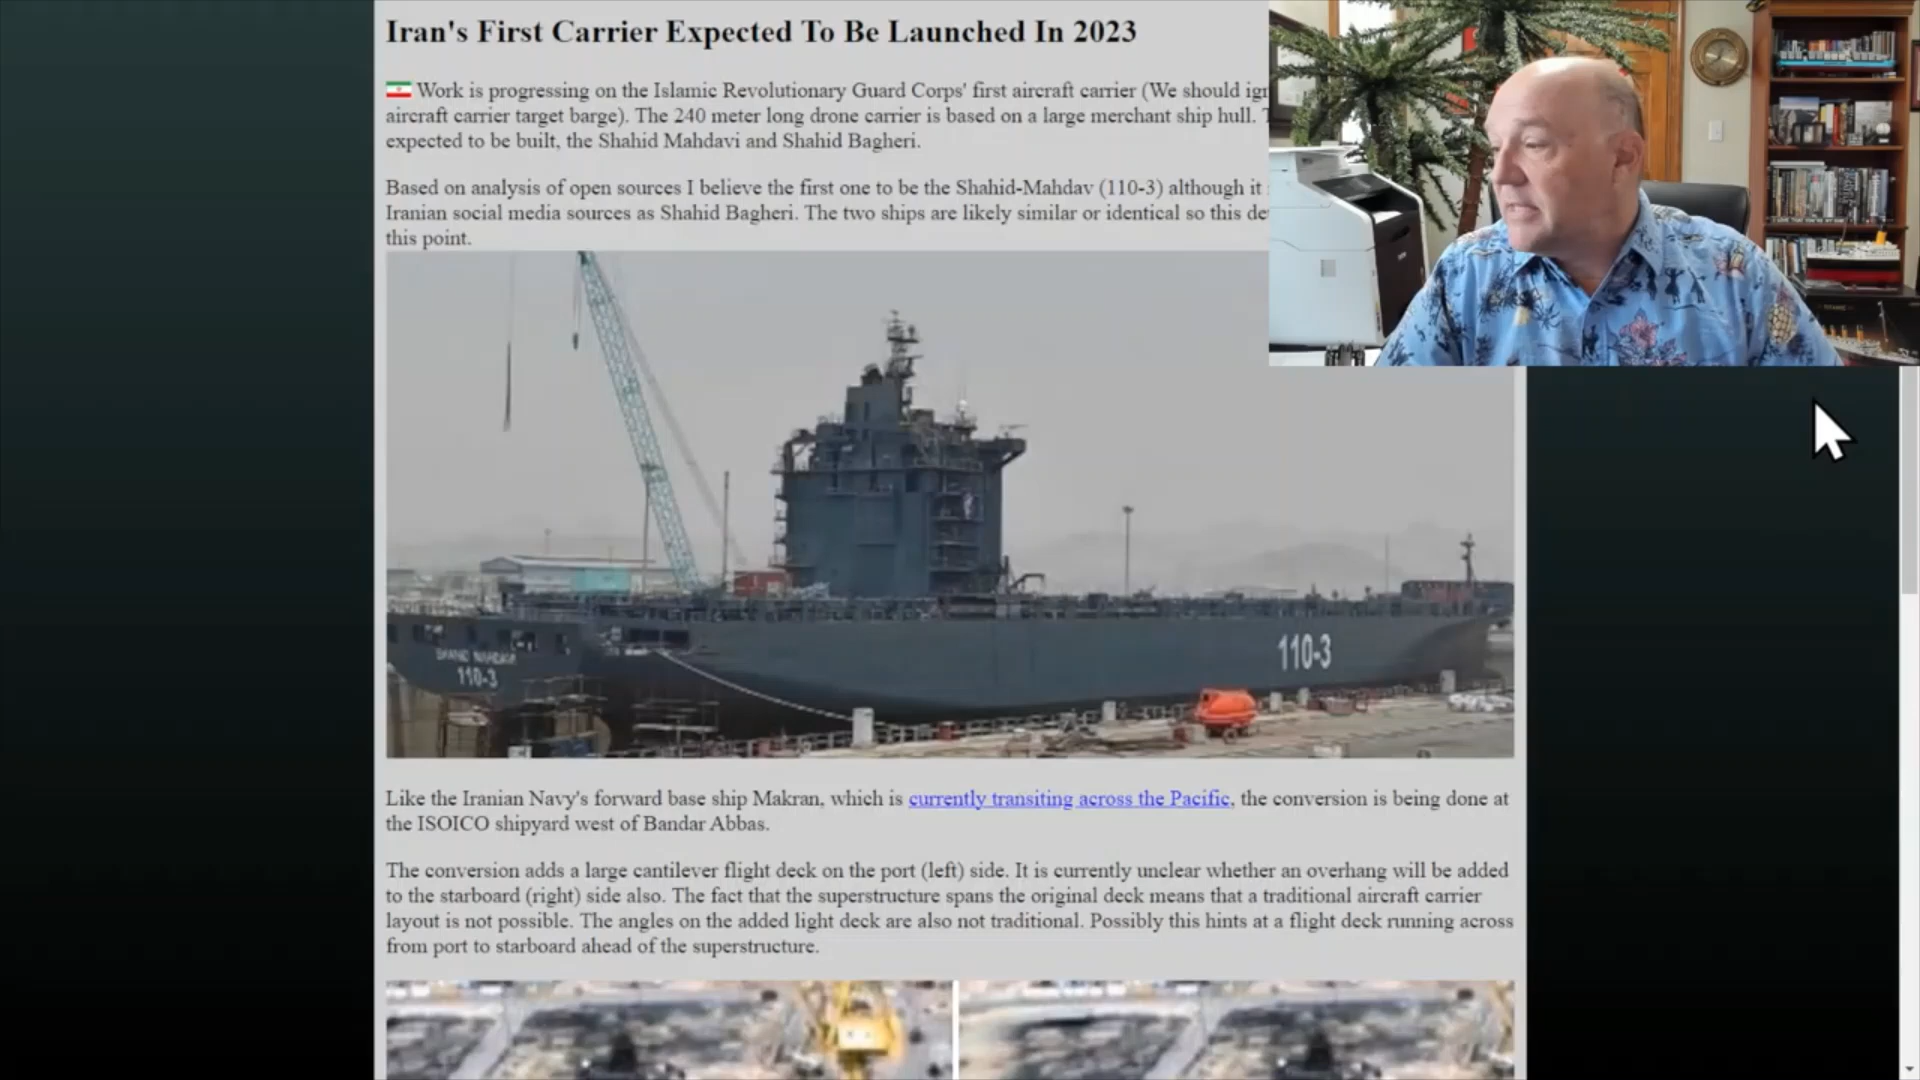 Iran's First Carrier Expected To Be Launched In 2023
Work is progressing on the Islamic Revolutionary Guard Corps' first aircraft carrier (We should
aircraft carrier target barge). The 240 meter long drone carrier is based on a large merchant ship hull.
expected to be built, the Shahid Mahdavi and Shahid Bagheri.
Based on analysis of open sources I believe the first one to be the Shahid-Mahdav (110-3) although it
Iranian social media sources as Shahid Bagheri. The two ships are likely similar or identical so this
this point.
110-3
110-3
Like the Iranian Navy's forward base ship Makran, which is currently transiting across the Pacific, the conversion is being done at
the ISOICO shipyard west of Bandar Abbas.
The conversion adds a large cantilever flight deck on the port (left) side. It is currently unclear whether an overhang will be added
to the starboard (right) side also. The fact that the superstructure spans the original deck means that a traditional aircraft carrier
layout is not possible. The angles on the added light deck are also not traditional. Possibly this hints at a flight deck running across
from port to starboard ahead of the superstructure.